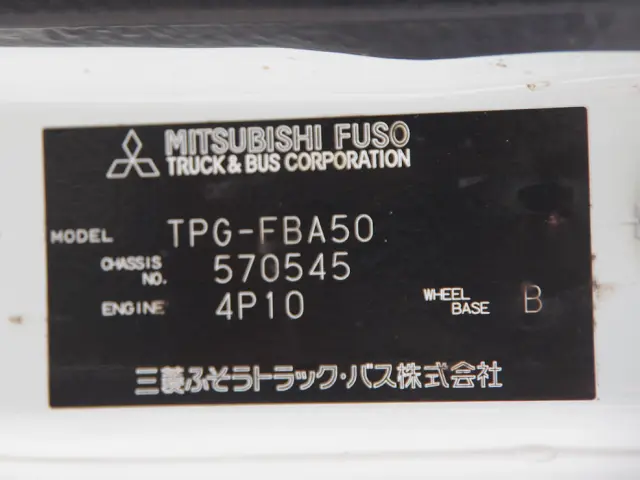 MITSUBISHI FUSO
TRUCK & BUS CORPORATION
MODEL TPG-FBA50
CHASSIS NO. 570545
ENGINE 4P10 WHEEL BASE B
三菱ふそうトラック・バス株式会社